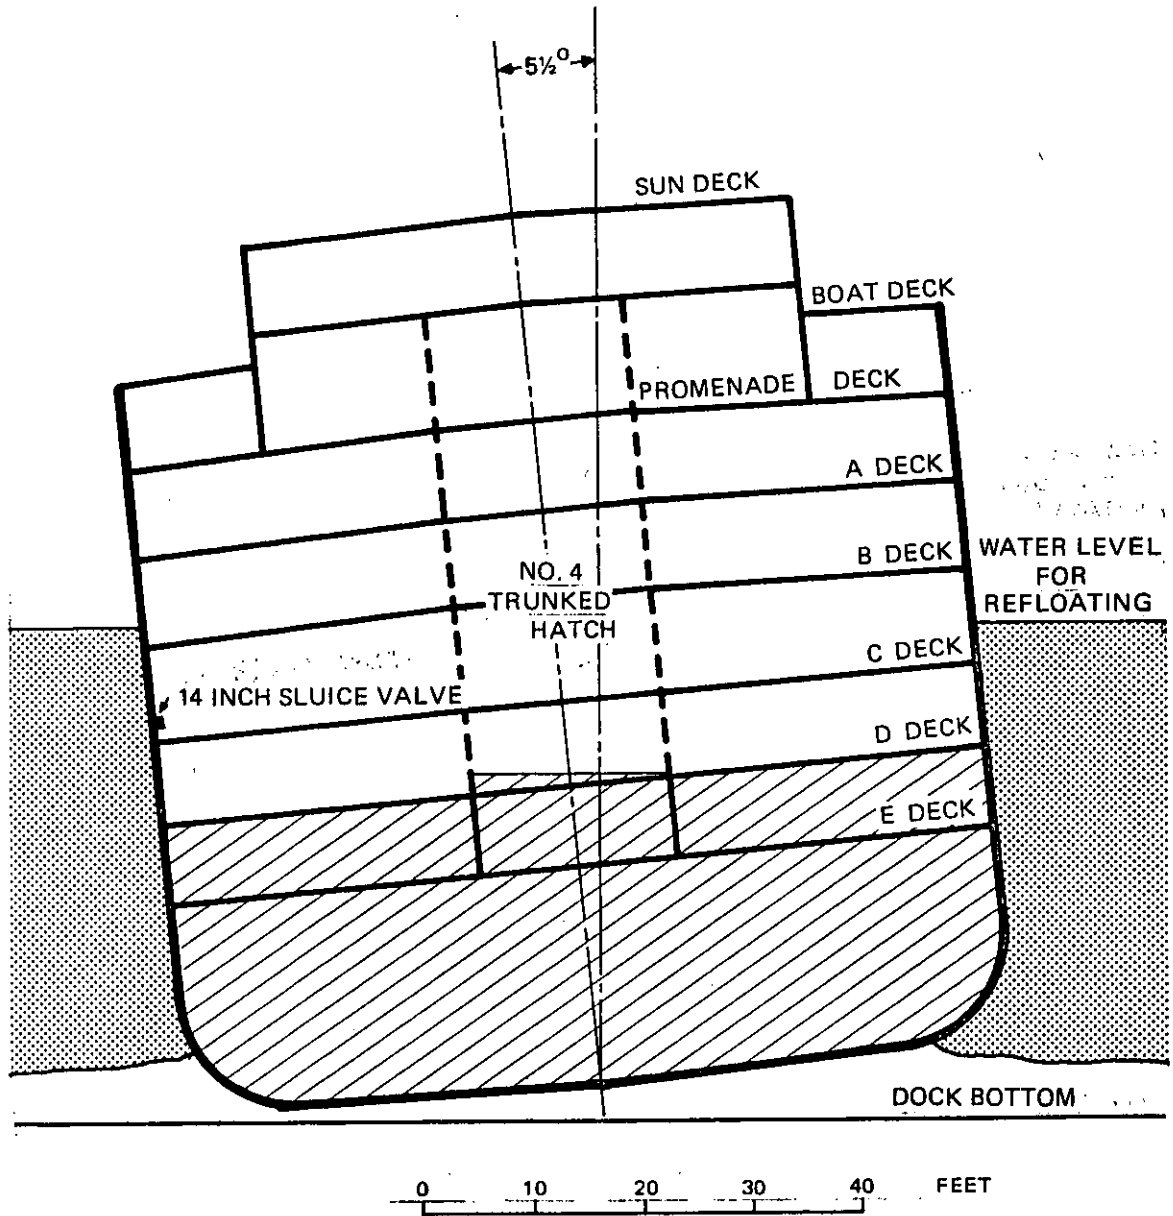 5½°
SUN DECK
BOAT DECK
PROMENADE DECK
A DECK
B DECK
WATER LEVEL
FOR
REFLOATING
NO. 4
TRUNKED
HATCH
C DECK
14 INCH SLUICE VALVE
D DECK
E DECK
DOCK BOTTOM
0 10 20 30 40 FEET